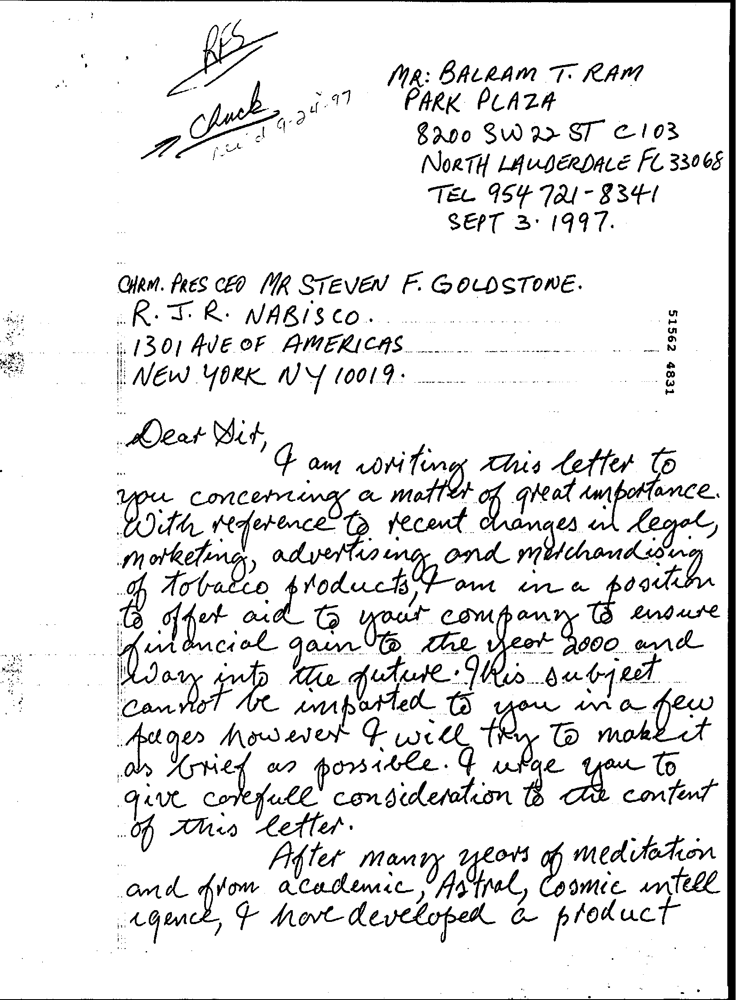 RFS
Chuck
rec'd 9-24-97
MR: BALRAM T. RAM
PARK PLAZA
8200 SW 22 ST C103
NORTH LAUDERDALE FL 33068
TEL 954 721-8341
SEPT 3. 1997.
CHRM. PRES CEO MR STEVEN F. GOLDSTONE.
R. J. R. NABISCO.
1301 AVE OF AMERICAS
NEW YORK NY 10019.
51562 4831
Dear Sir,
I am writing this letter to
you concerning a matter of great importance.
With reference to recent changes in legal,
marketing, advertising and merchandising
of tobacco products, I am in a position
to offer aid to your company to ensure
financial gain to the year 2000 and
way into the future. This subject
cannot be imparted to you in a few
pages however I will try to make it
as brief as possible. I urge you to
give carefull consideration to the content
of this letter.
After many years of meditation
and from academic, Astral, Cosmic intell
igence, I have developed a product